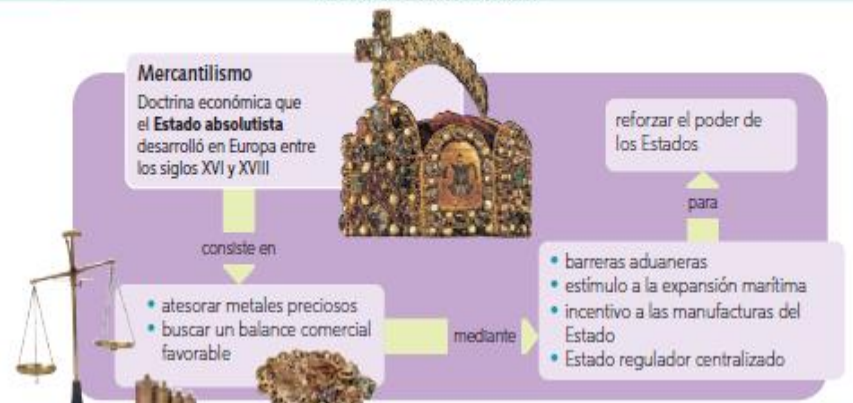 Mercantilismo
Doctrina económica que
el Estado absolutista
desarrolló en Europa entre
los siglos XVI y XVIII
consiste en
• atesorar metales preciosos
• buscar un balance comercial
favorable
mediante
• barreras aduaneras
• estímulo a la expansión marítima
• incentivo a las manufacturas del
Estado
• Estado regulador centralizado
para
reforzar el poder de
los Estados